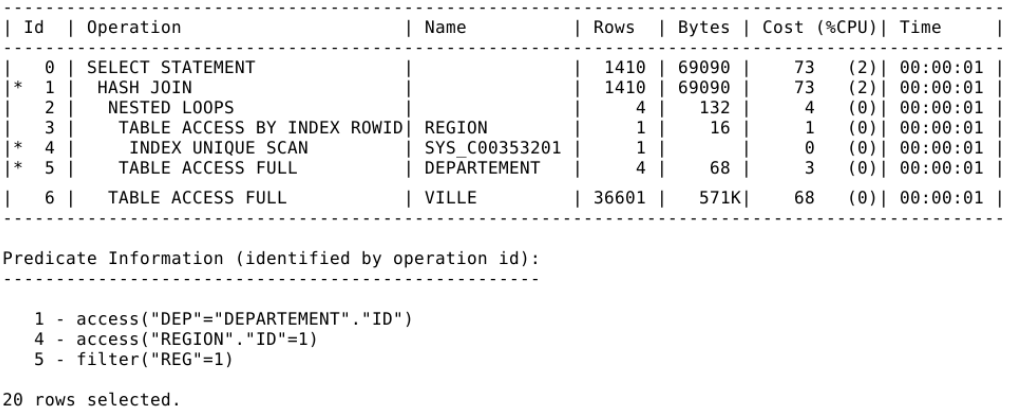 ---------------------------------------------------------------------------------------------
| Id  | Operation                    | Name         | Rows  | Bytes | Cost (%CPU)| Time     |
---------------------------------------------------------------------------------------------
|   0 | SELECT STATEMENT             |              |  1410 | 69090 |    73   (2)| 00:00:01 |
|*  1 |  HASH JOIN                   |              |  1410 | 69090 |    73   (2)| 00:00:01 |
|   2 |   NESTED LOOPS               |              |     4 |   132 |     4   (0)| 00:00:01 |
|   3 |    TABLE ACCESS BY INDEX ROWID| REGION       |     1 |    16 |     1   (0)| 00:00:01 |
|*  4 |     INDEX UNIQUE SCAN        | SYS_C00353201 |     1 |       |     0   (0)| 00:00:01 |
|*  5 |    TABLE ACCESS FULL         | DEPARTEMENT  |     4 |    68 |     3   (0)| 00:00:01 |
|   6 |   TABLE ACCESS FULL          | VILLE        | 36601 |   571K|    68   (0)| 00:00:01 |
---------------------------------------------------------------------------------------------
Predicate Information (identified by operation id):
---------------------------------------------------
1 - access("DEP"="DEPARTEMENT"."ID")
4 - access("REGION"."ID"=1)
5 - filter("REG"=1)
20 rows selected.